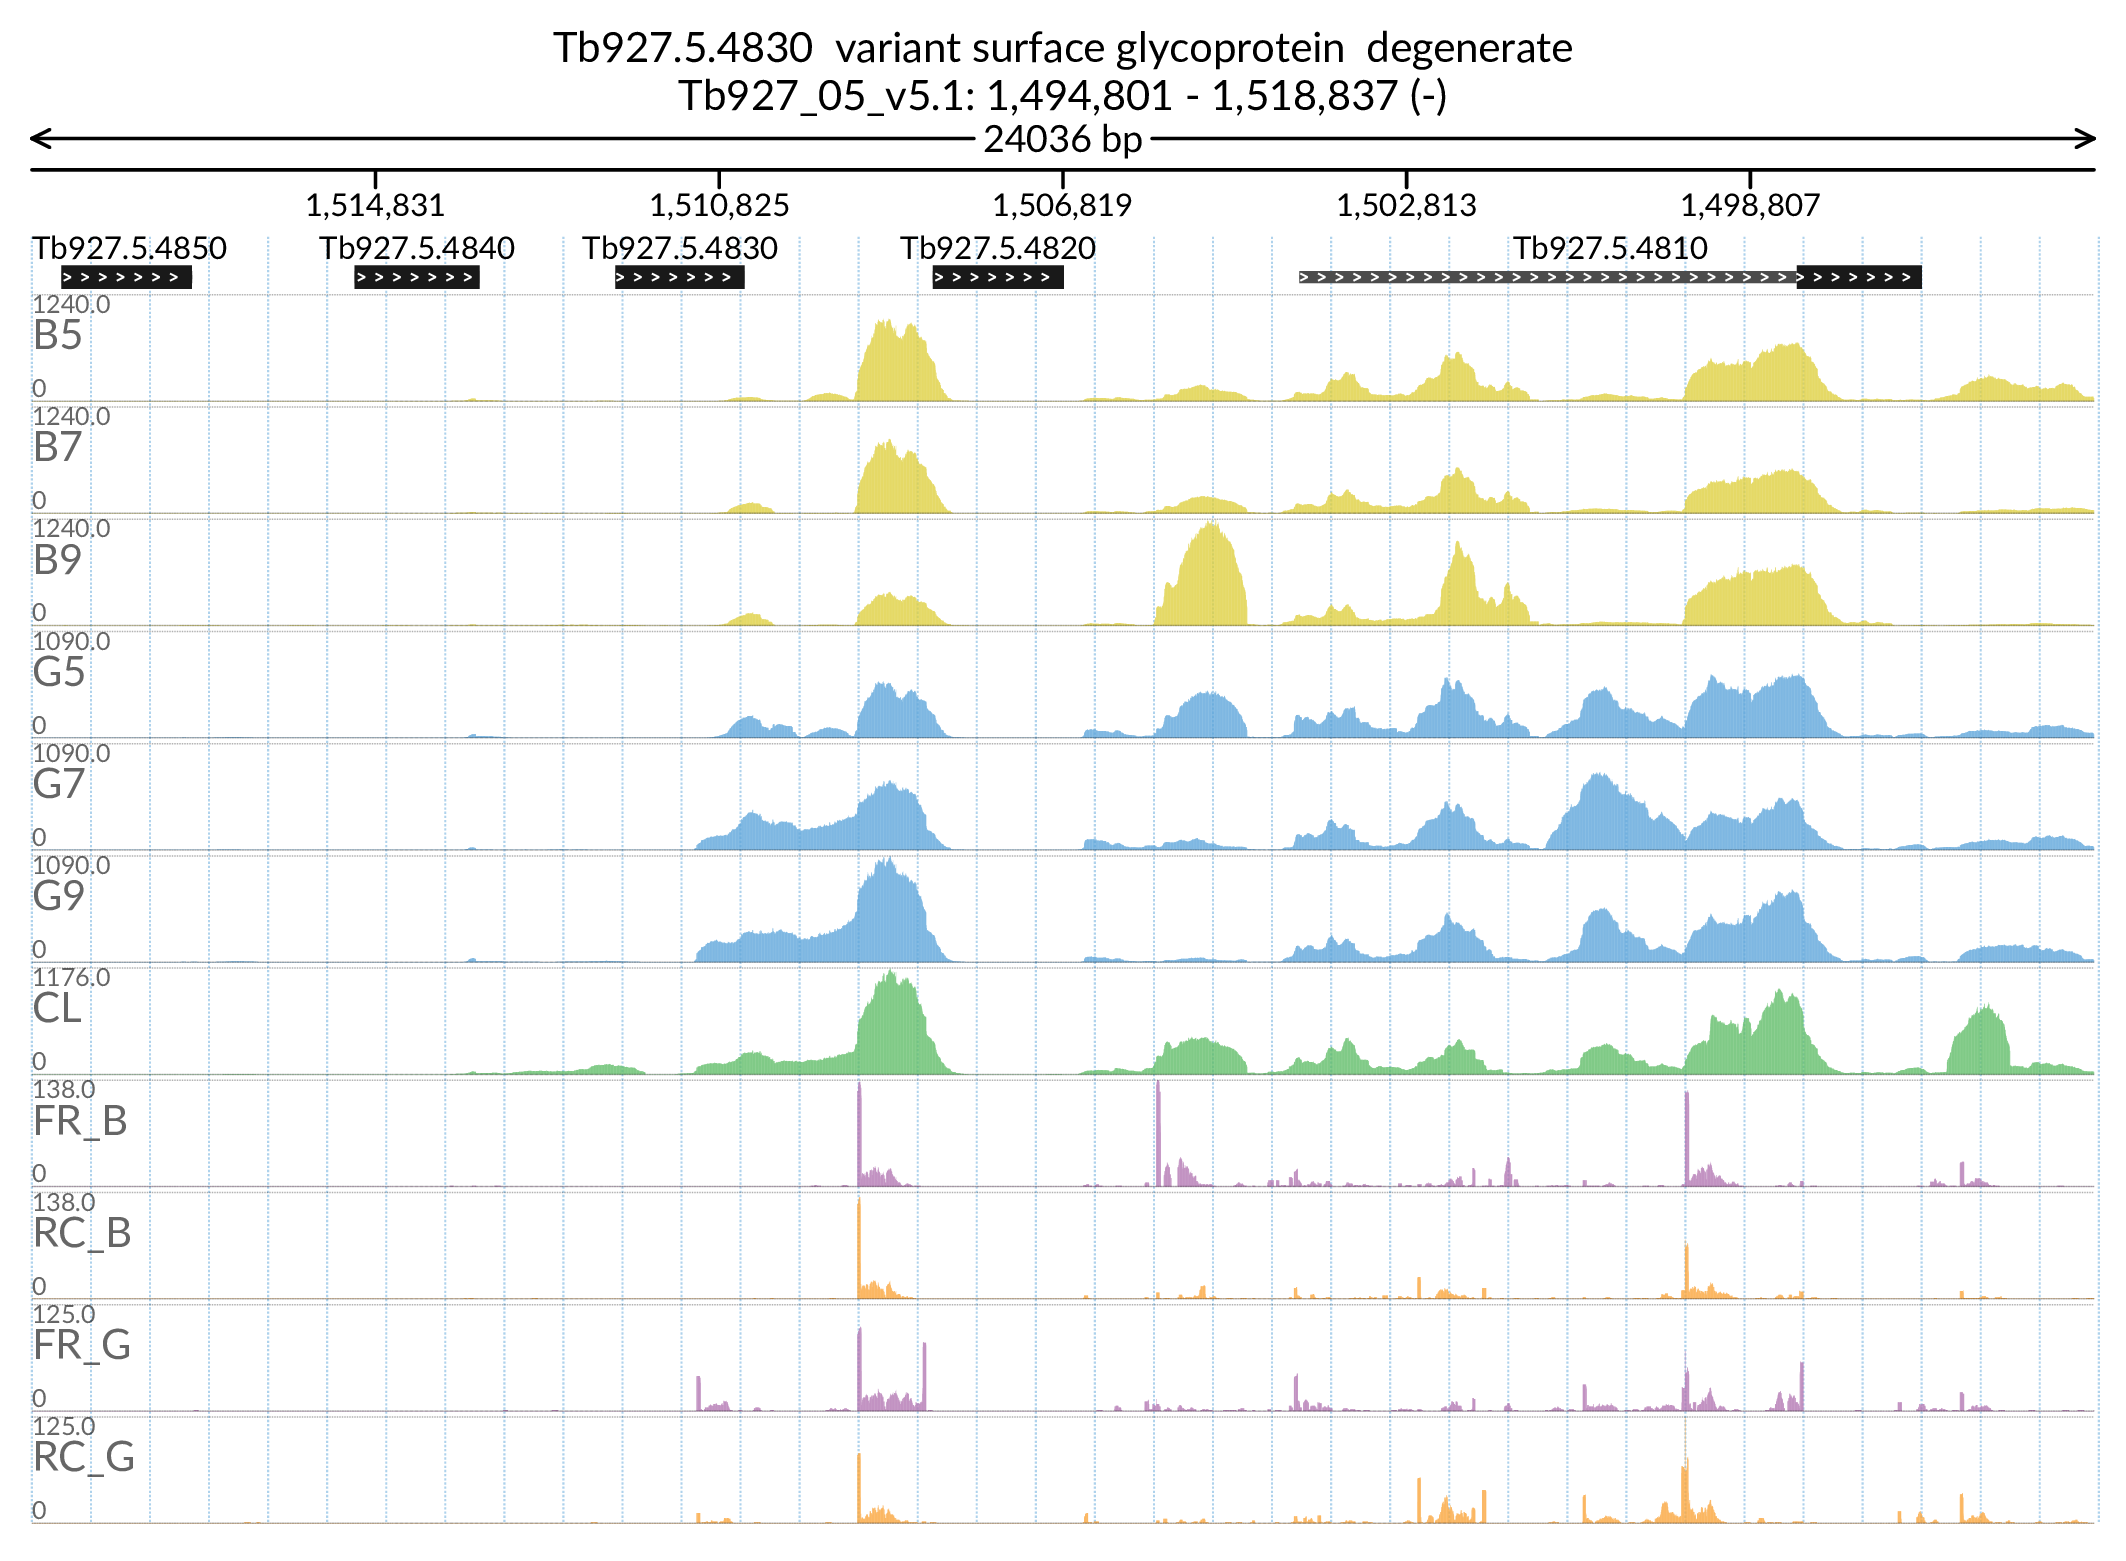 Tb927.5.4830  variant surface glycoprotein  degenerate
Tb927_05_v5.1: 1,494,801 - 1,518,837 (-)
24036 bp
1,514,831 1,510,825 1,506,819 1,502,813 1,498,807
Tb927.5.4850 Tb927.5.4840 Tb927.5.4830 Tb927.5.4820 Tb927.5.4810
1240.0
B5
0
1240.0
B7
0
1240.0
B9
0
1090.0
G5
0
1090.0
G7
0
1090.0
G9
0
1176.0
CL
0
138.0
FR_B
0
138.0
RC_B
0
125.0
FR_G
0
125.0
RC_G
0